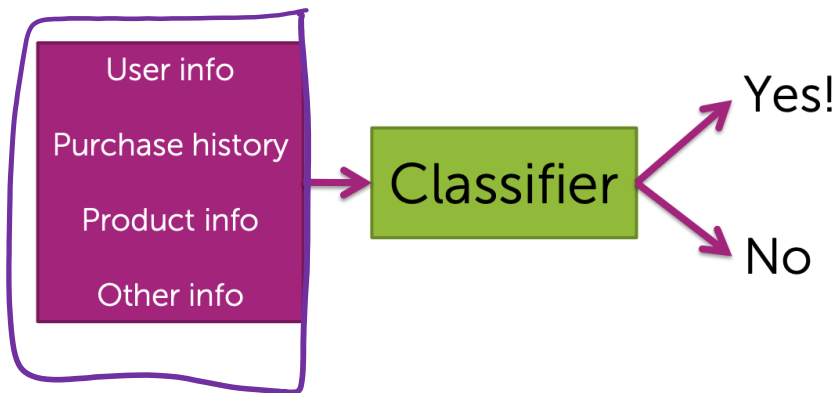 User info
Purchase history
Product info
Other info
Classifier
Yes!
No